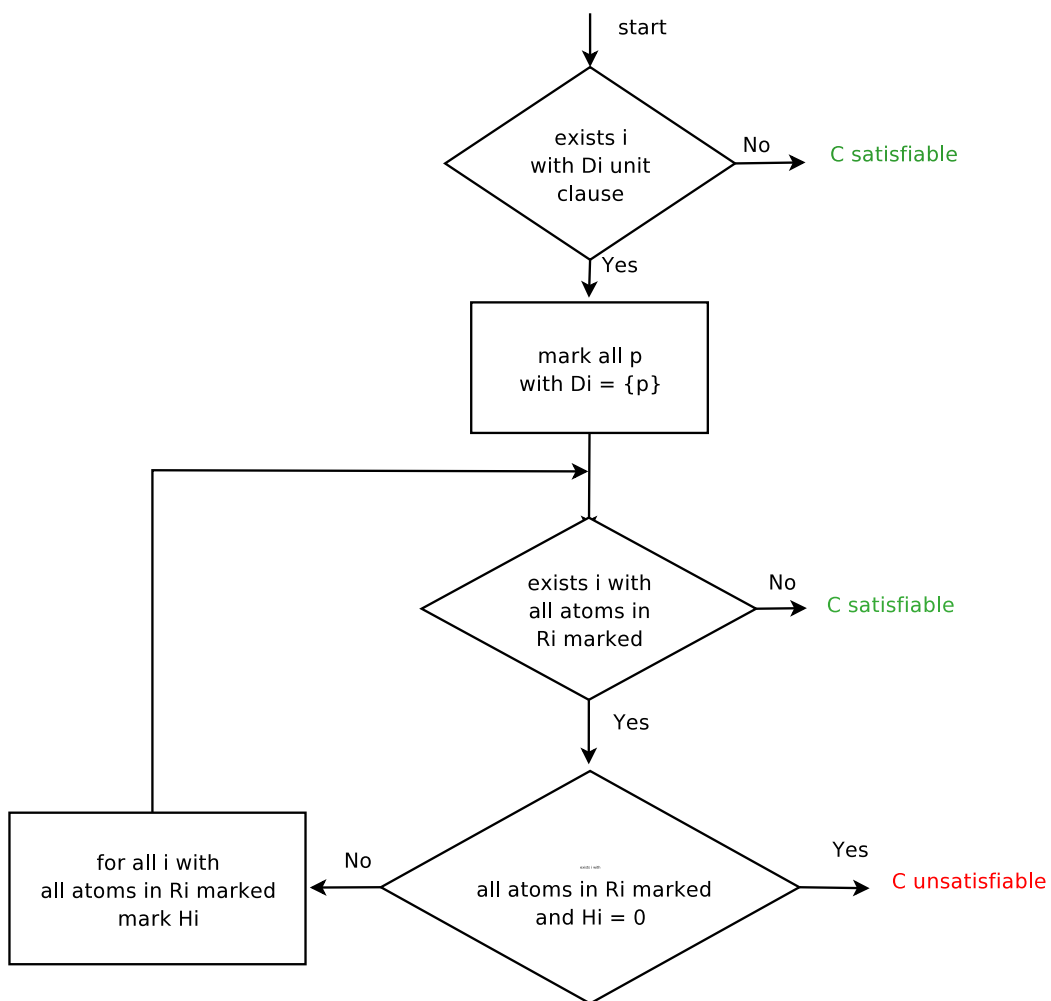 start
exists i
with Di unit
clause
No
C satisfiable
Yes
mark all p
with Di = {p}
exists i with
all atoms in
Ri marked
No
C satisfiable
Yes
exists i with
all atoms in Ri marked
and Hi = 0
Yes
C unsatisfiable
No
for all i with
all atoms in Ri marked
mark Hi